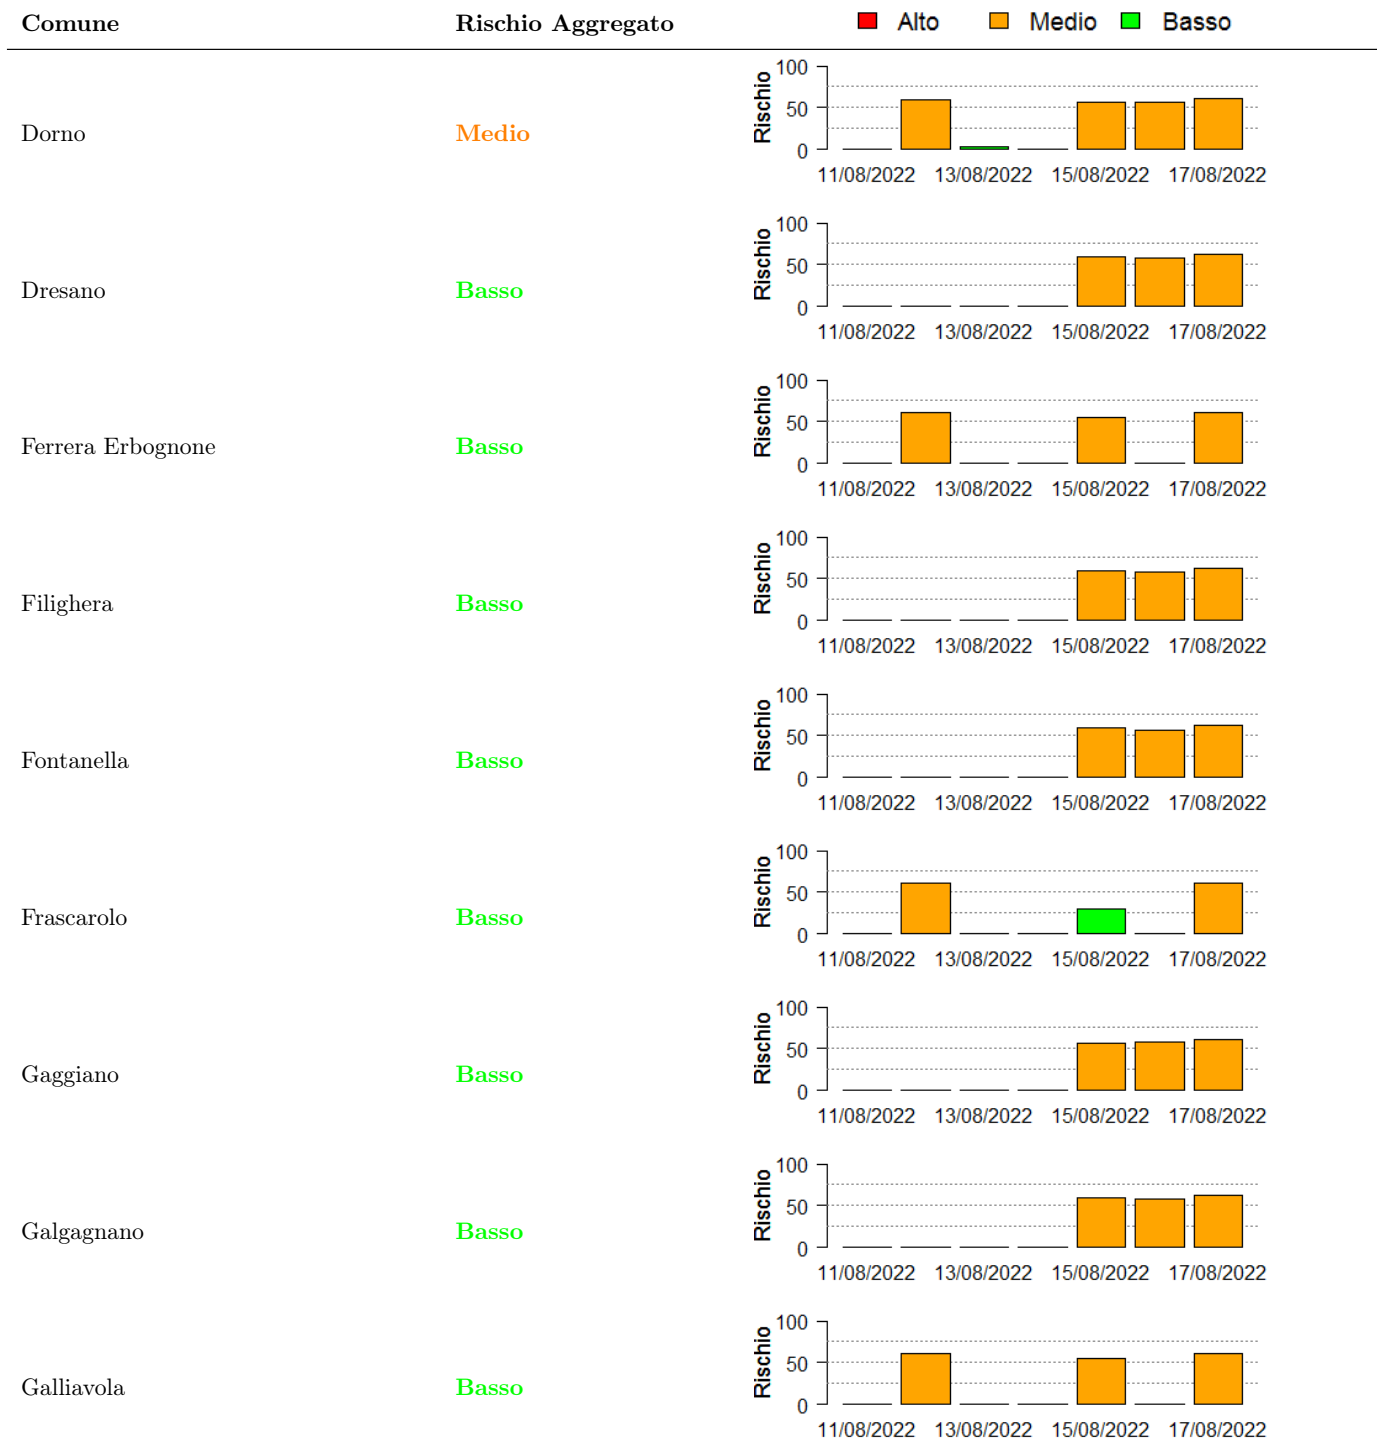 Comune Rischio Aggregato Alto Medio Basso
Dorno Medio
Rischio
100
50
0
11/08/2022 13/08/2022 15/08/2022 17/08/2022
Dresano Basso
Rischio
100
50
0
11/08/2022 13/08/2022 15/08/2022 17/08/2022
Ferrera Erbognone Basso
Rischio
100
50
0
11/08/2022 13/08/2022 15/08/2022 17/08/2022
Filighera Basso
Rischio
100
50
0
11/08/2022 13/08/2022 15/08/2022 17/08/2022
Fontanella Basso
Rischio
100
50
0
11/08/2022 13/08/2022 15/08/2022 17/08/2022
Frascarolo Basso
Rischio
100
50
0
11/08/2022 13/08/2022 15/08/2022 17/08/2022
Gaggiano Basso
Rischio
100
50
0
11/08/2022 13/08/2022 15/08/2022 17/08/2022
Galgagnano Basso
Rischio
100
50
0
11/08/2022 13/08/2022 15/08/2022 17/08/2022
Galliavola Basso
Rischio
100
50
0
11/08/2022 13/08/2022 15/08/2022 17/08/2022